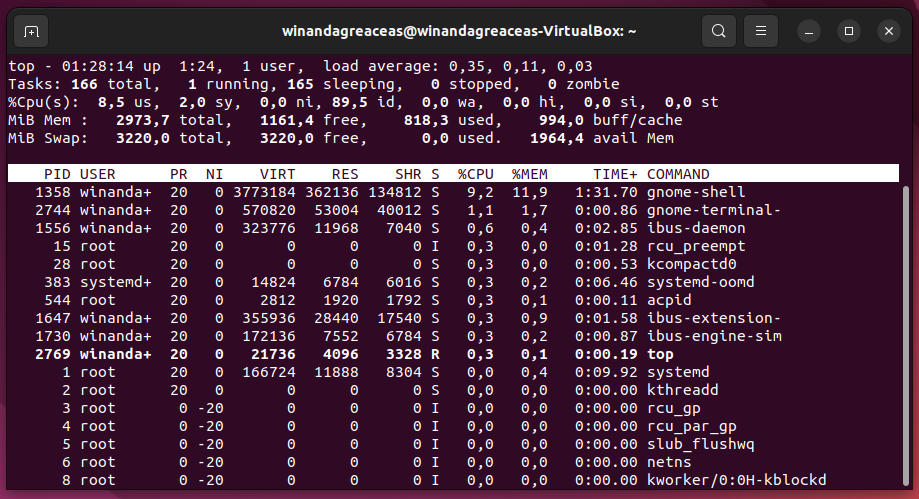 winandagreaceas@winandagreaceas-VirtualBox: ~
top - 01:28:14 up  1:24,  1 user,  load average: 0,35, 0,11, 0,03
Tasks: 166 total,   1 running, 165 sleeping,   0 stopped,   0 zombie
%Cpu(s):  8,5 us,  2,0 sy,  0,0 ni, 89,5 id,  0,0 wa,  0,0 hi,  0,0 si,  0,0 st
MiB Mem :   2973,7 total,   1161,4 free,    818,3 used,    994,0 buff/cache
MiB Swap:   3220,0 total,   3220,0 free,      0,0 used.   1964,4 avail Mem
PID USER      PR  NI    VIRT    RES    SHR S  %CPU  %MEM     TIME+ COMMAND
1358 winanda+  20   0 3773184 362136 134812 S   9,2  11,9   1:31.70 gnome-shell
2744 winanda+  20   0  570820  53004  40012 S   1,1   1,7   0:00.86 gnome-terminal-
1556 winanda+  20   0  323776  11968   7040 S   0,6   0,4   0:02.85 ibus-daemon
15 root      20   0       0      0      0 I   0,3   0,0   0:01.28 rcu_preempt
28 root      20   0       0      0      0 S   0,3   0,0   0:00.53 kcompactd0
383 systemd+  20   0   14824   6784   6016 S   0,3   0,2   0:06.46 systemd-oomd
544 root      20   0    2812   1920   1792 S   0,3   0,1   0:00.11 acpid
1647 winanda+  20   0  355936  28440  17540 S   0,3   0,9   0:01.58 ibus-extension-
1730 winanda+  20   0  172136   7552   6784 S   0,3   0,2   0:00.87 ibus-engine-sim
2769 winanda+  20   0   21736   4096   3328 R   0,3   0,1   0:00.19 top
1 root      20   0  166724  11888   8304 S   0,0   0,4   0:09.92 systemd
2 root      20   0       0      0      0 S   0,0   0,0   0:00.00 kthreadd
3 root       0 -20       0      0      0 I   0,0   0,0   0:00.00 rcu_gp
4 root       0 -20       0      0      0 I   0,0   0,0   0:00.00 rcu_par_gp
5 root       0 -20       0      0      0 I   0,0   0,0   0:00.00 slub_flushwq
6 root       0 -20       0      0      0 I   0,0   0,0   0:00.00 netns
8 root       0 -20       0      0      0 I   0,0   0,0   0:00.00 kworker/0:0H-kblockd